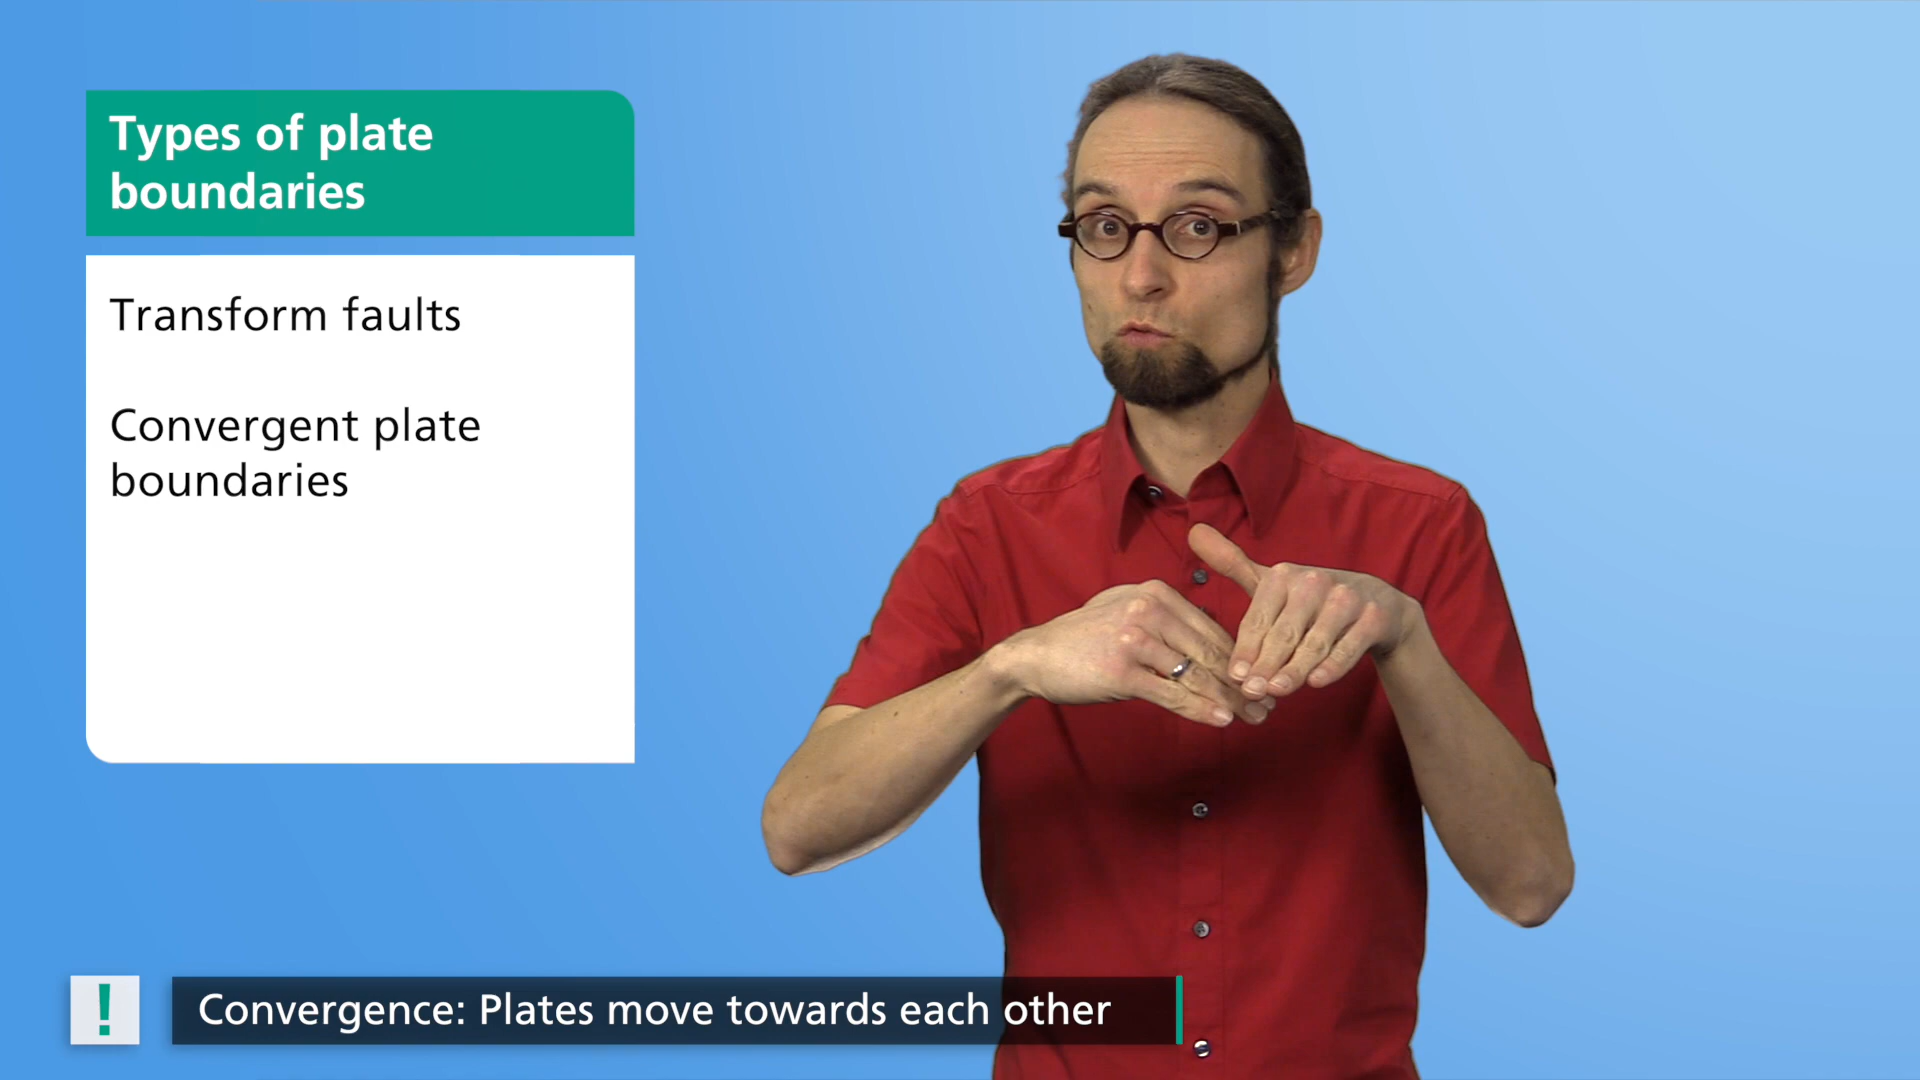 Types of plate
boundaries
Transform faults
Convergent plate
boundaries
! Convergence: Plates move towards each other